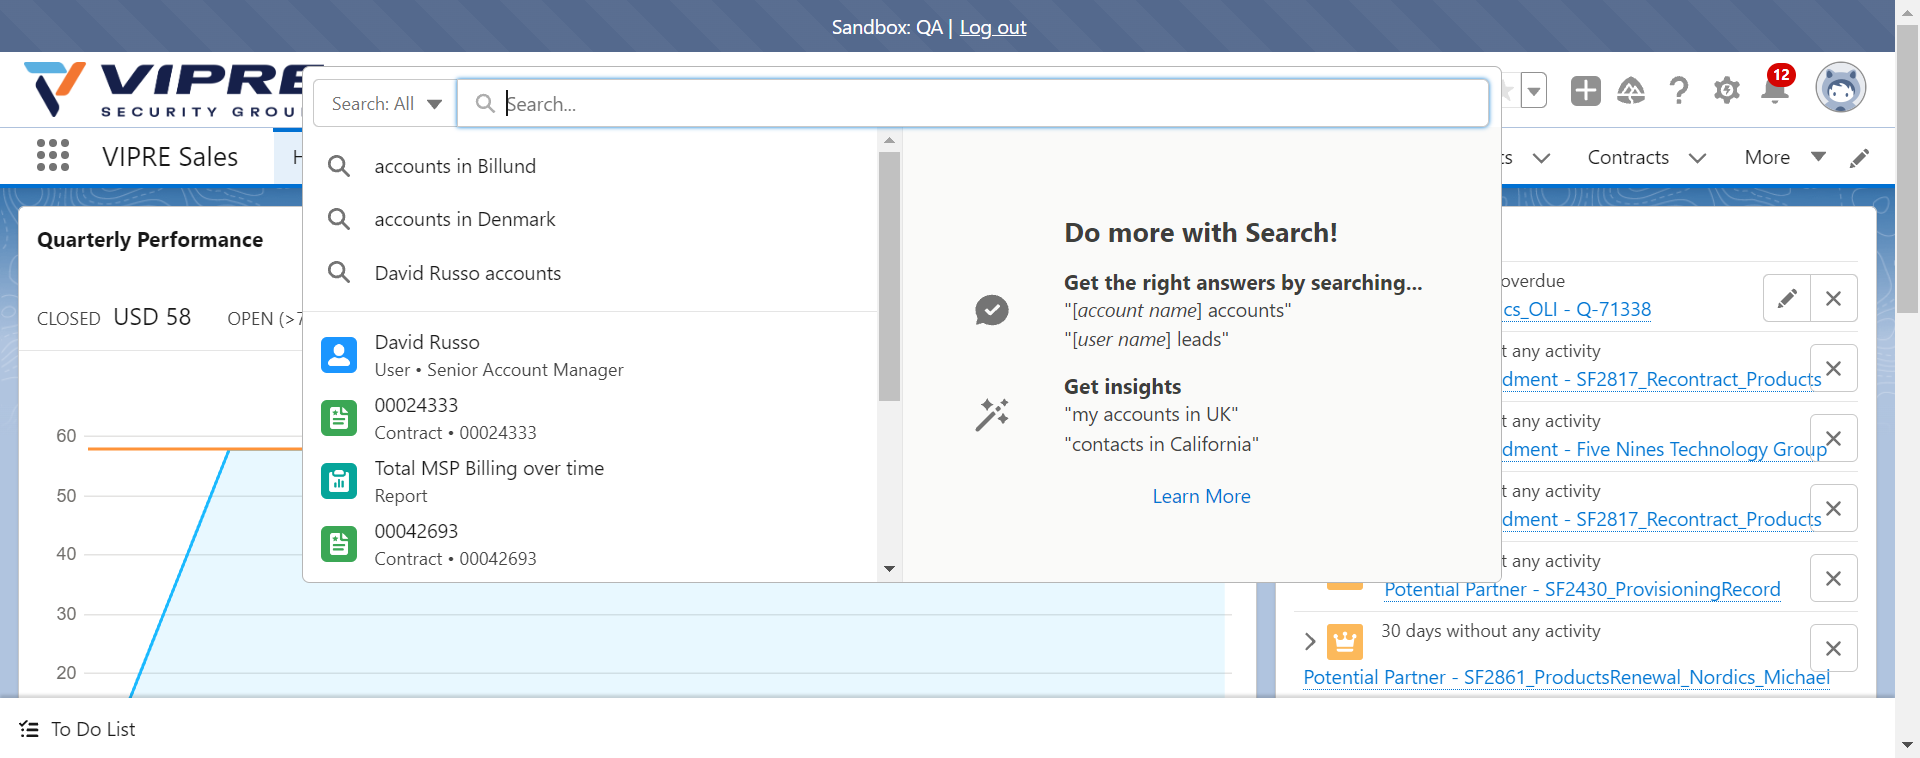 Sandbox: QA | Log out
VIPRE
SECURITY GROU
Search: All
Search...
12
VIPRE Sales
H
ts
Contracts
More
accounts in Billund
accounts in Denmark
David Russo accounts
David Russo
User • Senior Account Manager
00024333
Contract • 00024333
Total MSP Billing over time
Report
00042693
Contract • 00042693
Do more with Search!
Get the right answers by searching...
"[account name] accounts"
"[user name] leads"
Get insights
"my accounts in UK"
"contacts in California"
Learn More
Quarterly Performance
CLOSED USD 58 OPEN (>7
60
50
40
30
20
overdue
cs_OLI - Q-71338
t any activity
dment - SF2817_Recontract_Products
t any activity
dment - Five Nines Technology Group
t any activity
dment - SF2817_Recontract_Products
t any activity
Potential Partner - SF2430_ProvisioningRecord
30 days without any activity
Potential Partner - SF2861_ProductsRenewal_Nordics_Michael
To Do List